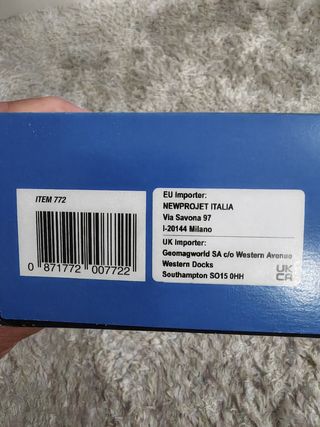 ITEM 772
0 871772 007722
EU Importer:
NEWPROJET ITALIA
Via Savona 97
I-20144 Milano
UK Importer:
Geomagworld SA c/o Western Avenue
Western Docks
Southampton SO15 0HH
UK
CA